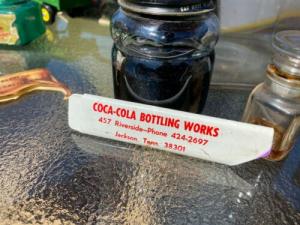 COCA-COLA BOTTLING WORKS
457 Riverside-Phone 424-2697
Jackson, Tenn. 38301